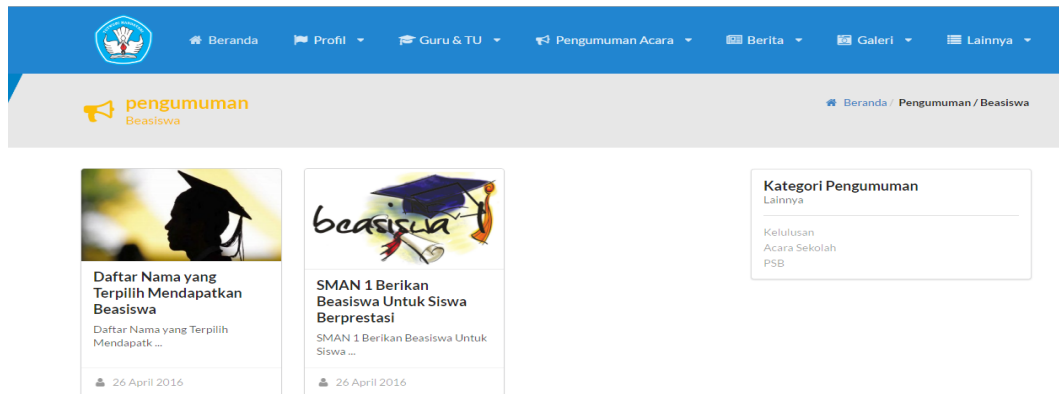 Beranda
Profil
Guru & TU
Pengumuman Acara
Berita
Galeri
Lainnya
pengumuman
Beasiswa
Beranda / Pengumuman / Beasiswa
beasiswa
Daftar Nama yang
Terpilih Mendapatkan
Beasiswa
Daftar Nama yang Terpilih
Mendapatk ...
26 April 2016
SMAN 1 Berikan
Beasiswa Untuk Siswa
Berprestasi
SMAN 1 Berikan Beasiswa Untuk
Siswa ...
26 April 2016
Kategori Pengumuman
Lainnya
Kelulusan
Acara Sekolah
PSB